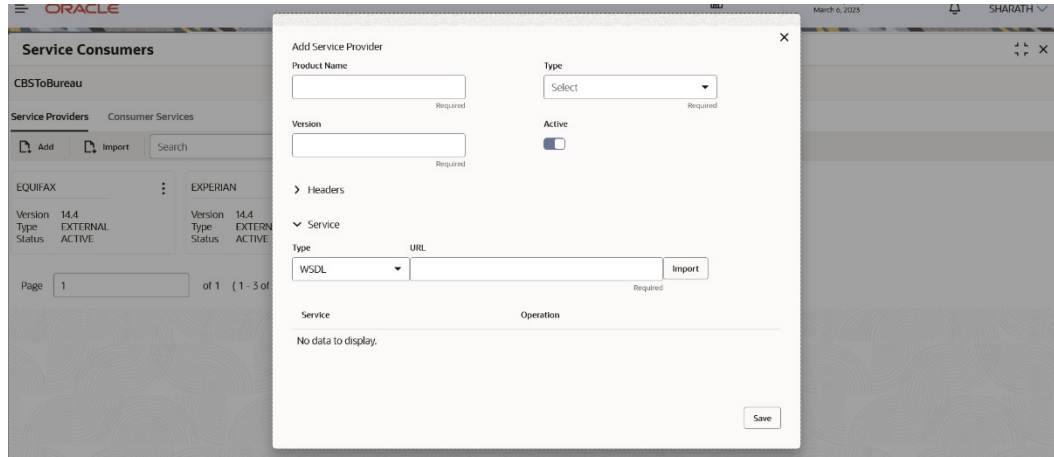 ORACLE
March 6, 2023
SHARATH
Service Consumers
CBSToBureau
Service Providers Consumer Services
Add Import Search
EQUIFAX
Version 14.4
Type EXTERNAL
Status ACTIVE
EXPERIAN
Version 14.4
Type EXTERN
Status ACTIVE
Page 1 of 1 (1 - 3 of
Add Service Provider
Product Name Type
Select
Required Required
Version Active
Required
Headers
Service
Type URL
WSDL Import
Required
Service Operation
No data to display.
Save